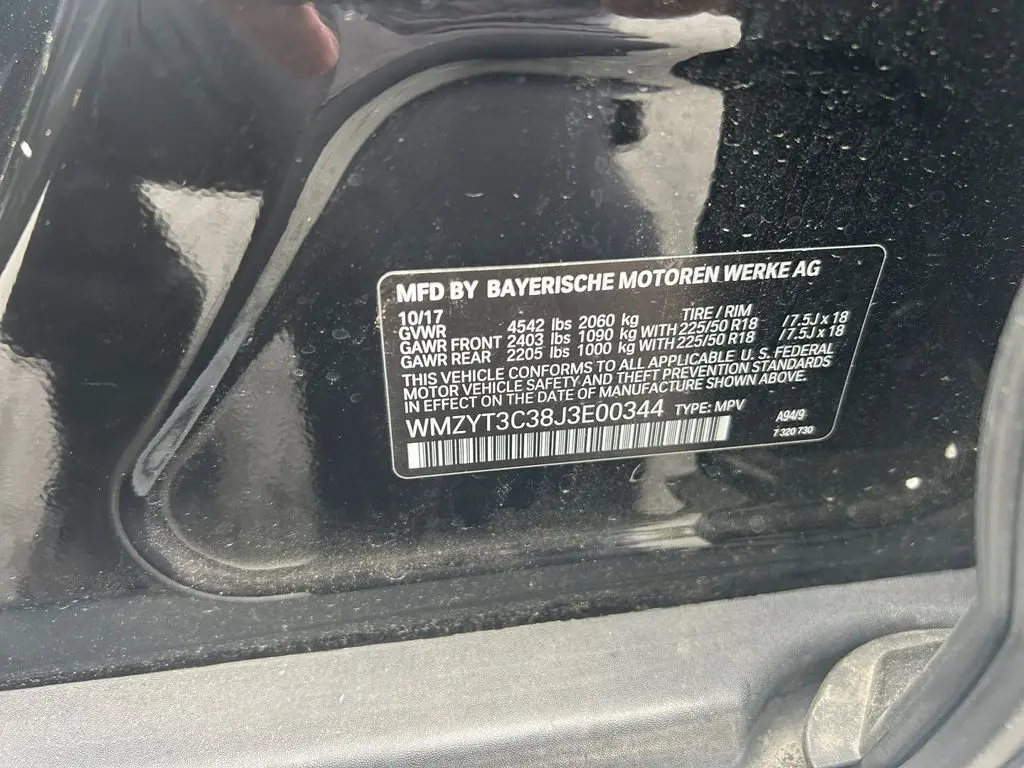 MFD BY BAYERISCHE MOTOREN WERKE AG
10/17 TIRE / RIM
GVWR 4542 lbs 2060 kg
GAWR FRONT 2403 lbs 1090 kg WITH 225/50 R18 /7.5J x 18
GAWR REAR 2205 lbs 1000 kg WITH 225/50 R18 /7.5J x 18
THIS VEHICLE CONFORMS TO ALL APPLICABLE U. S. FEDERAL
MOTOR VEHICLE SAFETY AND THEFT PREVENTION STANDARDS
IN EFFECT ON THE DATE OF MANUFACTURE SHOWN ABOVE.
WMZYT3C38J3E00344 TYPE: MPV A94/9
7 320 730